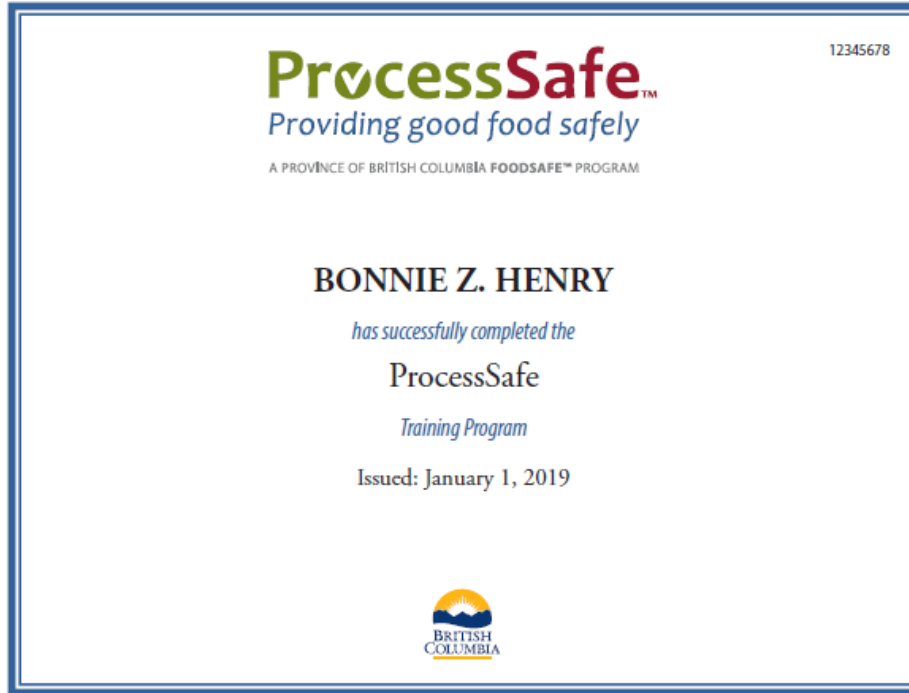 12345678
ProcessSafe™
Providing good food safely
A PROVINCE OF BRITISH COLUMBIA FOODSAFE™ PROGRAM
BONNIE Z. HENRY
has successfully completed the
ProcessSafe
Training Program
Issued: January 1, 2019
BRITISH
COLUMBIA